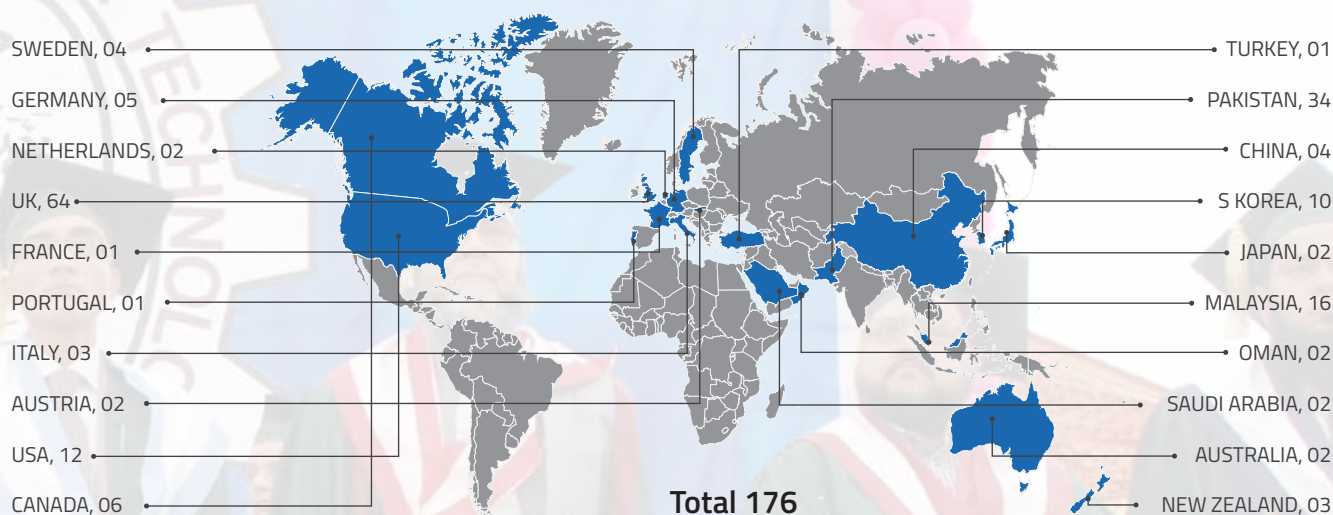 SWEDEN, 04
GERMANY, 05
NETHERLANDS, 02
UK, 64
FRANCE, 01
PORTUGAL, 01
ITALY, 03
AUSTRIA, 02
USA, 12
CANADA, 06
TURKEY, 01
PAKISTAN, 34
CHINA, 04
S KOREA, 10
JAPAN, 02
MALAYSIA, 16
OMAN, 02
SAUDI ARABIA, 02
AUSTRALIA, 02
NEW ZEALAND, 03
Total 176
TECHNOLC